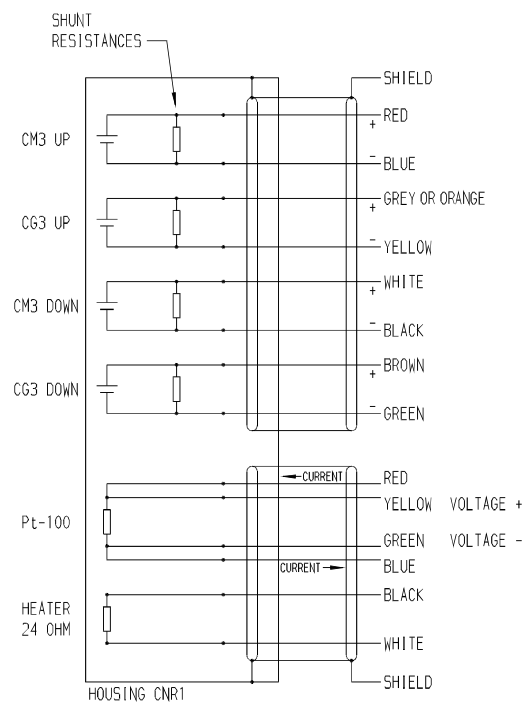 SHUNT
RESISTANCES
SHIELD
RED
+
CM3 UP
-
BLUE
GREY OR ORANGE
+
CG3 UP
-
YELLOW
WHITE
+
CM3 DOWN
-
BLACK
BROWN
+
CG3 DOWN
-
GREEN
CURRENT
RED
YELLOW VOLTAGE +
Pt-100
GREEN VOLTAGE -
CURRENT
BLUE
BLACK
HEATER
24 OHM
WHITE
SHIELD
HOUSING CNR1